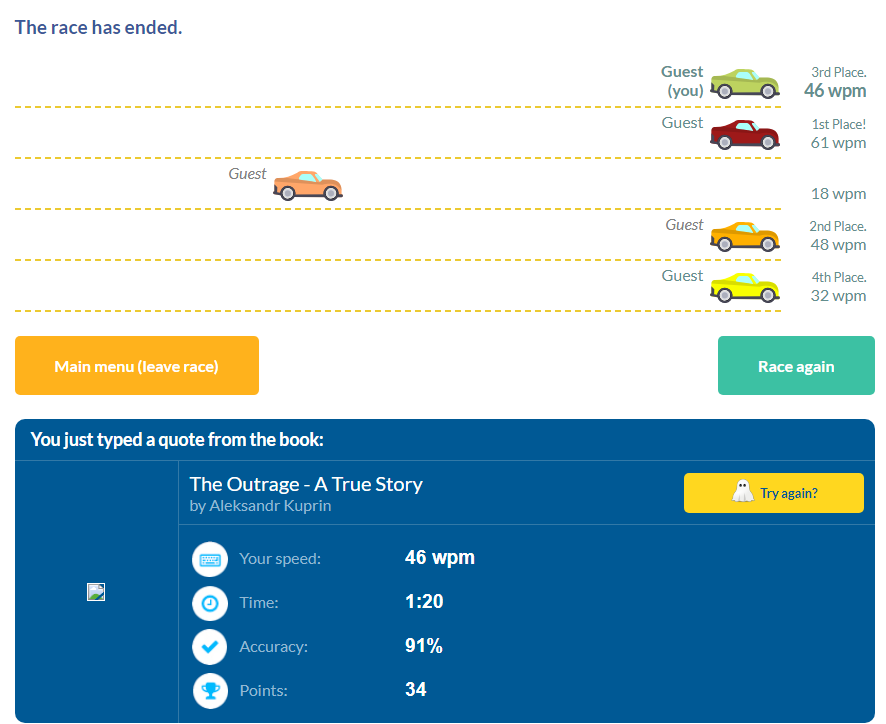 The race has ended.
Guest 3rd Place.
(you) 46 wpm
Guest 1st Place!
61 wpm
Guest
18 wpm
Guest 2nd Place.
48 wpm
Guest 4th Place.
32 wpm
Main menu (leave race) Race again
You just typed a quote from the book:
The Outrage - A True Story
by Aleksandr Kuprin
Try again?
Your speed: 46 wpm
Time: 1:20
Accuracy: 91%
Points: 34